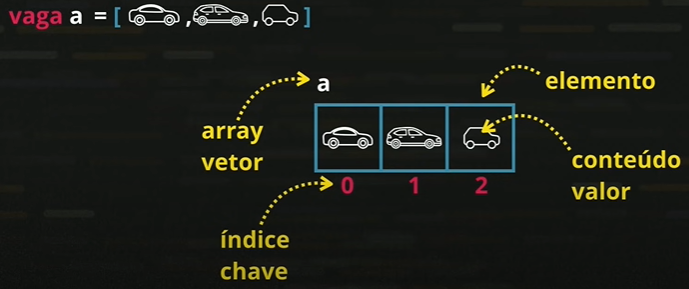 vaga a = [ , , ]
a
elemento
array
vetor
conteúdo
valor
0 1 2
índice
chave